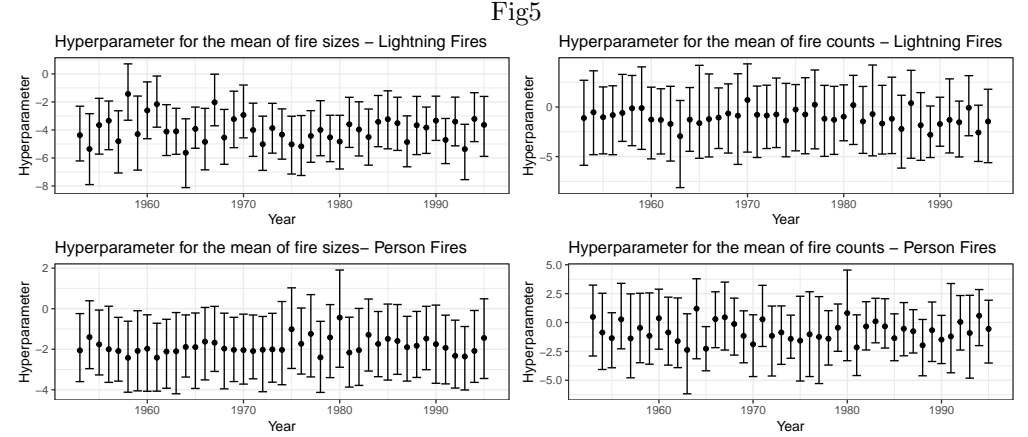 Fig5
Hyperparameter for the mean of fire sizes – Lightning Fires
Hyperparameter
0
−2
−4
−6
−8
1960 1970 1980 1990
Year
Hyperparameter for the mean of fire counts – Lightning Fires
Hyperparameter
0
−5
1960 1970 1980 1990
Year
Hyperparameter for the mean of fire sizes– Person Fires
Hyperparameter
2
0
−2
−4
1960 1970 1980 1990
Year
Hyperparameter for the mean of fire counts – Person Fires
Hyperparameter
5.0
2.5
0.0
−2.5
−5.0
1960 1970 1980 1990
Year